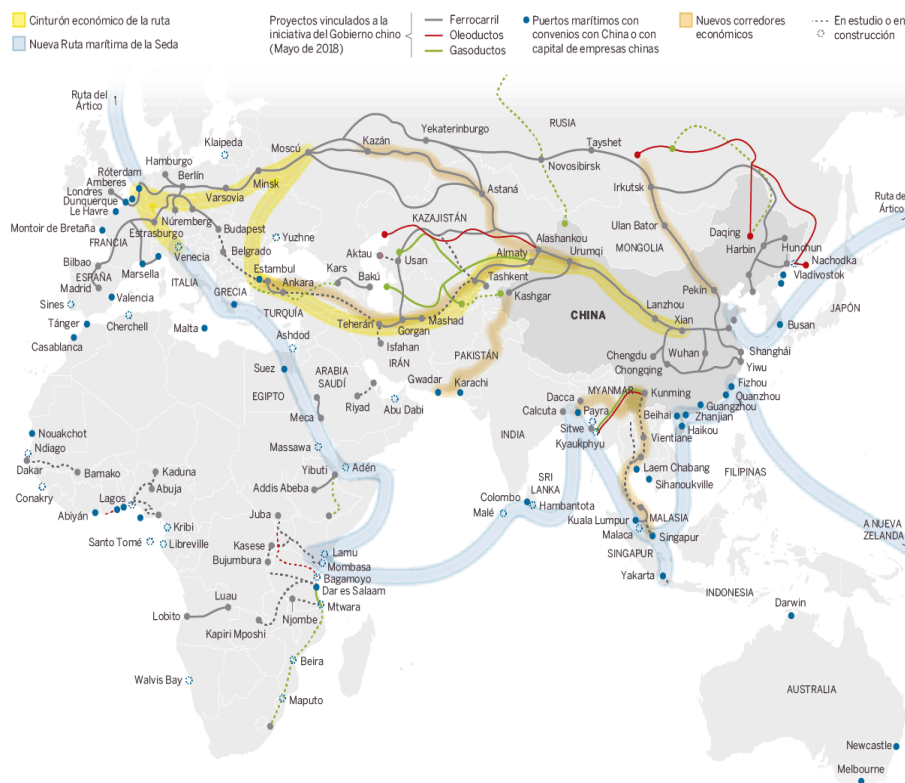 Cinturón económico de la ruta
Nueva Ruta marítima de la Seda
Proyectos vinculados a la
iniciativa del Gobierno chino
(Mayo de 2018)
Ferrocarril
Oleoductos
Gasoductos
Puertos marítimos con
convenios con China o con
capital de empresas chinas
Nuevos corredores
económicos
En estudio o en
construcción
Ruta del
Ártico
Klaipeda
Moscú
Kazán
Yekaterinburgo
RUSIA
Tayshet
Novosibirsk
Hamburgo
Róterdam
Berlín
Amberes
Londres
Dunquerque
Le Havre
Varsovia
Minsk
Astaná
Irkutsk
Ruta del
Ártico
Montoir de Bretaña
FRANCIA
Núremberg
Estrasburgo
Budapest
Yuzhne
KAZAJISTÁN
Alashankou
Ulan Bator
MONGOLIA
Daqing
Harbin
Hunchun
Nachodka
Vladivostok
Venecia
Belgrado
Aktau
Usan
Almaty
Urumqi
Bilbao
ESPAÑA
Madrid
Marsella
ITALIA
Estambul
Kars
Bakú
Tashkent
Kashgar
Pekín
Valencia
GRECIA
Ankara
TURQUÍA
Teherán
Mashad
Gorgan
Lanzhou
Xian
JAPÓN
Sines
Tánger
Cherchell
Malta
Casablanca
Ashdod
Isfahan
IRÁN
PAKISTÁN
CHINA
Busan
Chengdu
Chongqing
Wuhan
Shanghái
Yiwu
Suez
EGIPTO
ARABIA
SAUDÍ
Riyad
Abu Dabi
Gwadar
Karachi
Dacca
Calcuta
MYANMAR
Kunming
Payra
Sitwe
Kyaukphyu
Fizhou
Quanzhou
Guangzhou
Zhanjian
Beihai
Haikou
Meca
Nouakchot
Ndiago
Dakar
Bamako
Kaduna
Abuja
Massawa
Adén
INDIA
Vientiane
Laem Chabang
Sihanoukville
FILIPINAS
Conakry
Lagos
Abiyán
Yibuti
Addis Abeba
SRI
LANKA
Colombo
Hambantota
Malé
Kribi
Santo Tomé
Libreville
Juba
Kuala Lumpur
MALASIA
Malaca
Singapur
SINGAPUR
A NUEVA
ZELANDA
Kasese
Bujumbura
Lamu
Mombasa
Bagamoyo
Dar es Salaam
Mtwara
Yakarta
INDONESIA
Luau
Lobito
Njombe
Kapiri Mposhi
Darwin
Beira
Walvis Bay
Maputo
AUSTRALIA
Newcastle
Melbourne